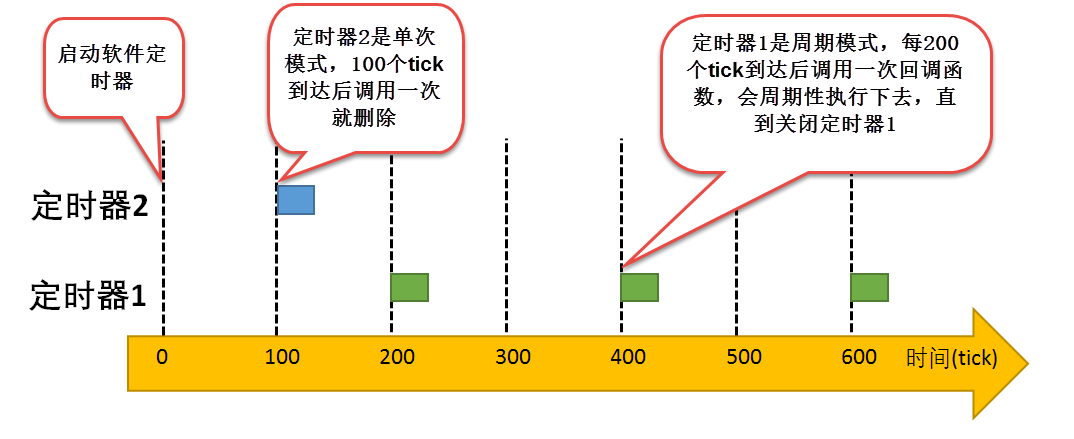 启动软件定
时器
定时器2是单次
模式，100个tick
到达后调用一次
就删除
定时器1是周期模式，每200
个tick到达后调用一次回调函
数，会周期性执行下去，直
到关闭定时器1
定时器2
定时器1
0 100 200 300 400 500 600 时间(tick)